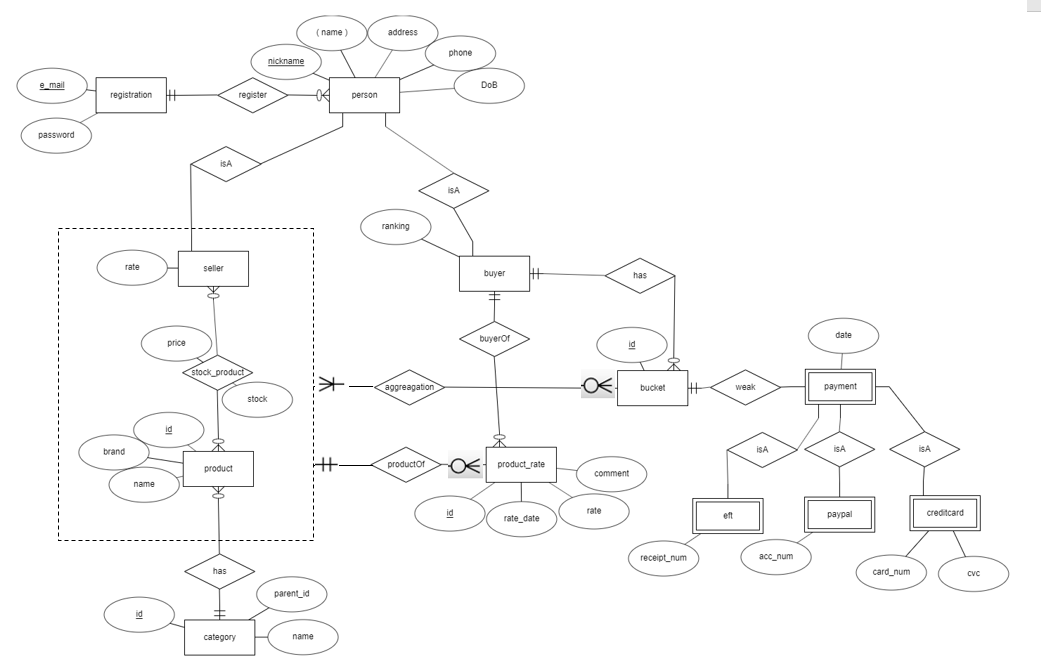 ( name )
address
nickname
phone
DoB
e_mail
registration
register
person
password
isA
isA
ranking
rate
seller
buyer
has
price
stock_product
stock
buyerOf
id
date
aggreagation
bucket
weak
payment
id
brand
name
product
productOf
product_rate
comment
id
rate_date
rate
isA
isA
isA
eft
paypal
creditcard
receipt_num
acc_num
card_num
cvc
has
id
parent_id
category
name